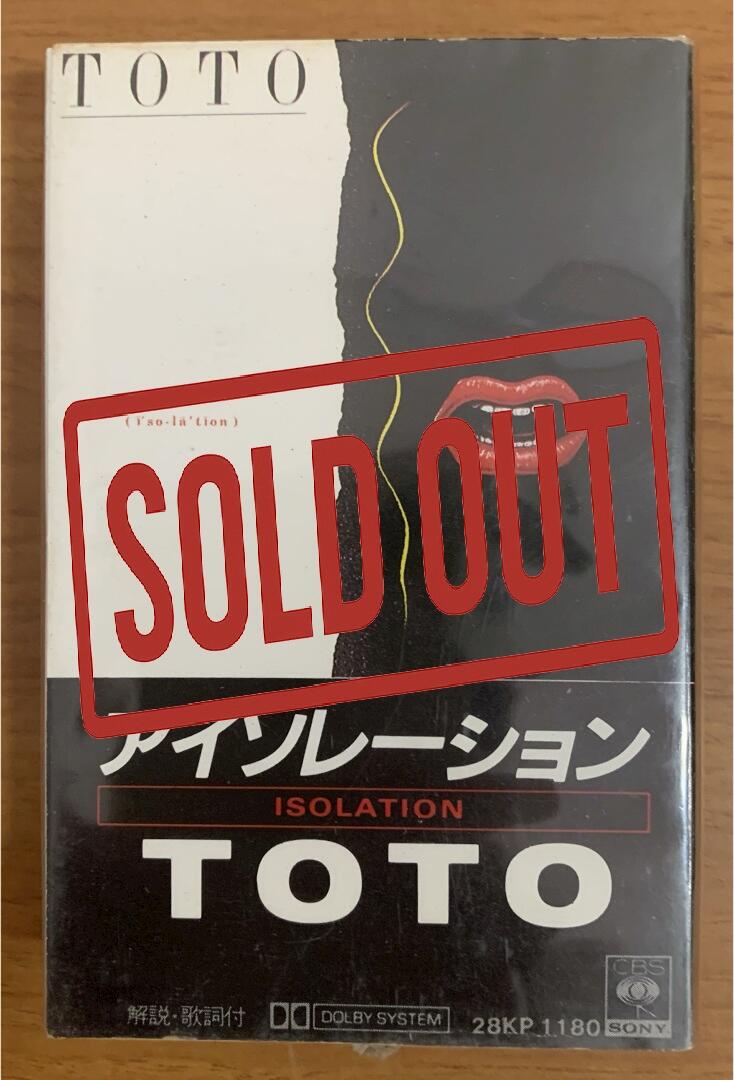 TOTO
(ī'so-lā'tion)
SOLD OUT
アイソレーション
ISOLATION
TOTO
解説・歌詞付 DOLBY SYSTEM 28KP 1180
CBS
SONY